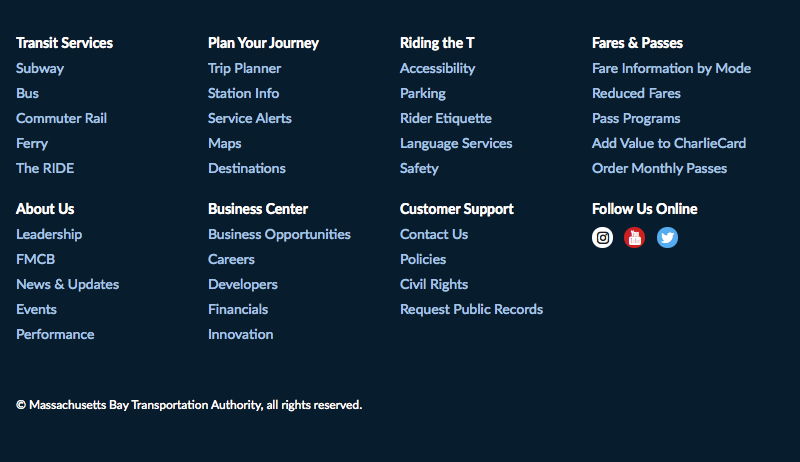 Transit Services
Subway
Bus
Commuter Rail
Ferry
The RIDE
Plan Your Journey
Trip Planner
Station Info
Service Alerts
Maps
Destinations
Riding the T
Accessibility
Parking
Rider Etiquette
Language Services
Safety
Fares & Passes
Fare Information by Mode
Reduced Fares
Pass Programs
Add Value to CharlieCard
Order Monthly Passes
About Us
Leadership
FMCB
News & Updates
Events
Performance
Business Center
Business Opportunities
Careers
Developers
Financials
Innovation
Customer Support
Contact Us
Policies
Civil Rights
Request Public Records
Follow Us Online
© Massachusetts Bay Transportation Authority, all rights reserved.